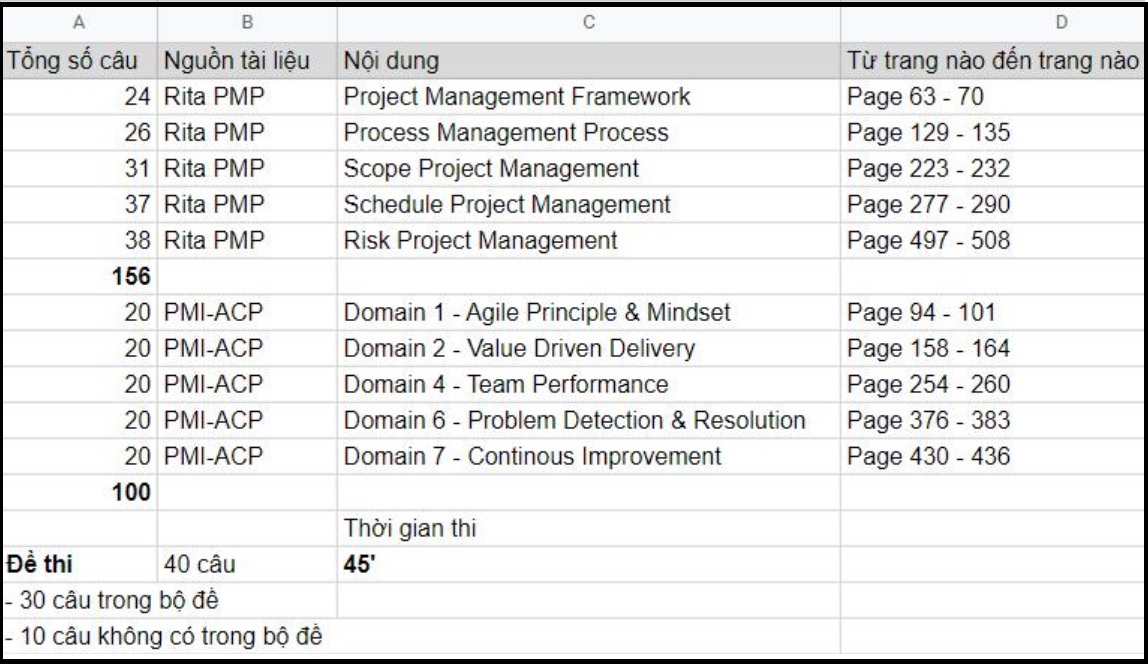 A B C D
Tổng số câu Nguồn tài liệu Nội dung Từ trang nào đến trang nào
24 Rita PMP Project Management Framework Page 63 - 70
26 Rita PMP Process Management Process Page 129 - 135
31 Rita PMP Scope Project Management Page 223 - 232
37 Rita PMP Schedule Project Management Page 277 - 290
38 Rita PMP Risk Project Management Page 497 - 508
156
20 PMI-ACP Domain 1 - Agile Principle & Mindset Page 94 - 101
20 PMI-ACP Domain 2 - Value Driven Delivery Page 158 - 164
20 PMI-ACP Domain 4 - Team Performance Page 254 - 260
20 PMI-ACP Domain 6 - Problem Detection & Resolution Page 376 - 383
20 PMI-ACP Domain 7 - Continous Improvement Page 430 - 436
100
Thời gian thi
Đề thi 40 câu 45'
- 30 câu trong bộ đề
- 10 câu không có trong bộ đề